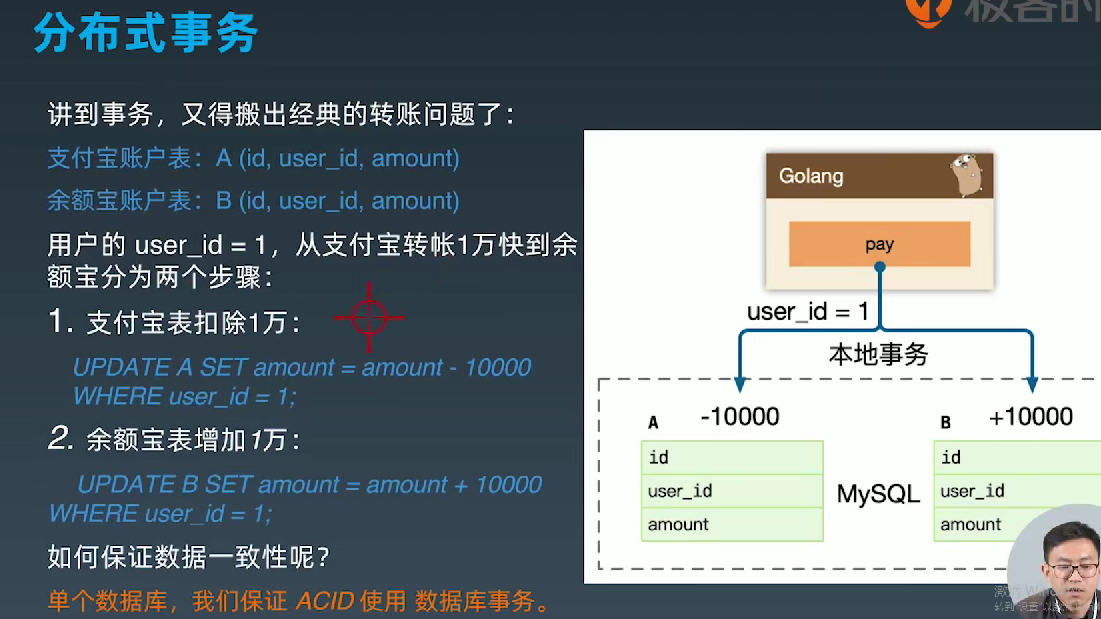 分布式事务
极客时
讲到事务，又得搬出经典的转账问题了：
支付宝账户表：A (id, user_id, amount)
余额宝账户表：B (id, user_id, amount)
用户的 user_id = 1，从支付宝转帐1万快到余
额宝分为两个步骤：
1. 支付宝表扣除1万：
UPDATE A SET amount = amount - 10000
WHERE user_id = 1;
2. 余额宝表增加1万：
UPDATE B SET amount = amount + 10000
WHERE user_id = 1;
如何保证数据一致性呢？
单个数据库，我们保证 ACID 使用 数据库事务。
Golang
pay
user_id = 1
本地事务
A -10000
id
user_id
amount
MySQL
B +10000
id
user_id
amount